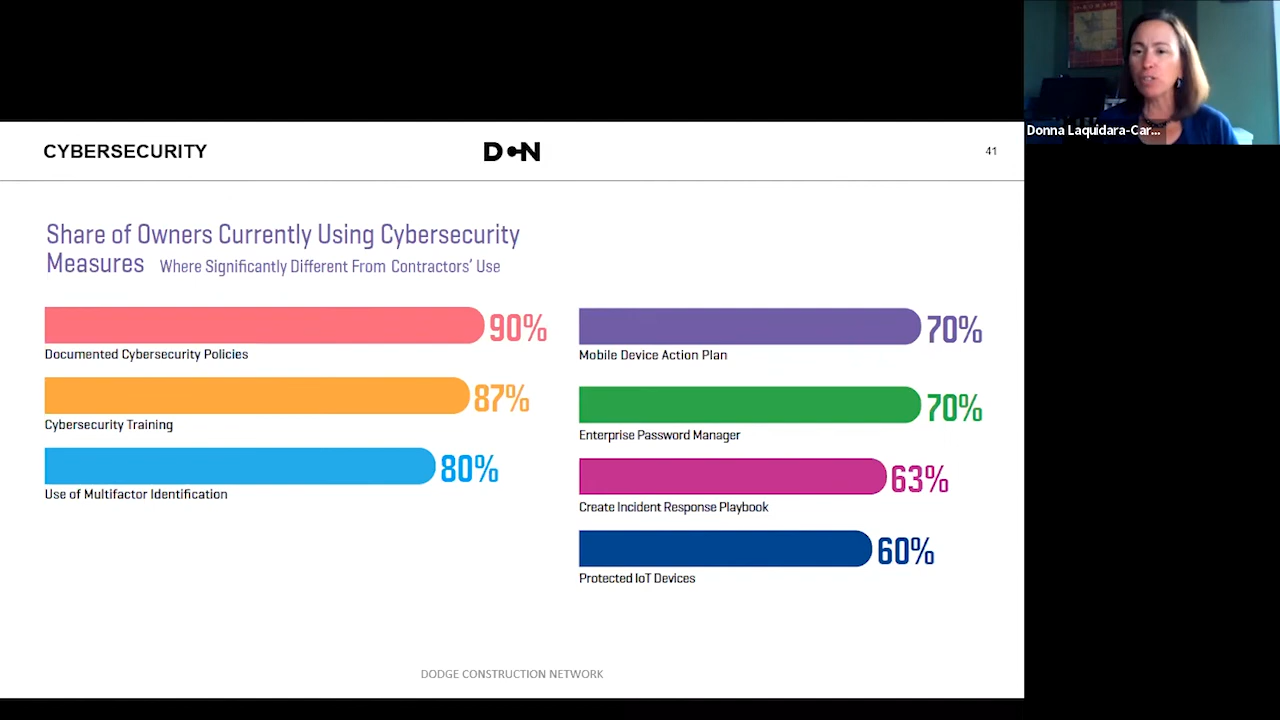 Donna Laquidara-Car...
CYBERSECURITY
D N
41
Share of Owners Currently Using Cybersecurity
Measures Where Significantly Different From Contractors' Use
90%
Documented Cybersecurity Policies
87%
Cybersecurity Training
80%
Use of Multifactor Identification
70%
Mobile Device Action Plan
70%
Enterprise Password Manager
63%
Create Incident Response Playbook
60%
Protected IoT Devices
DODGE CONSTRUCTION NETWORK